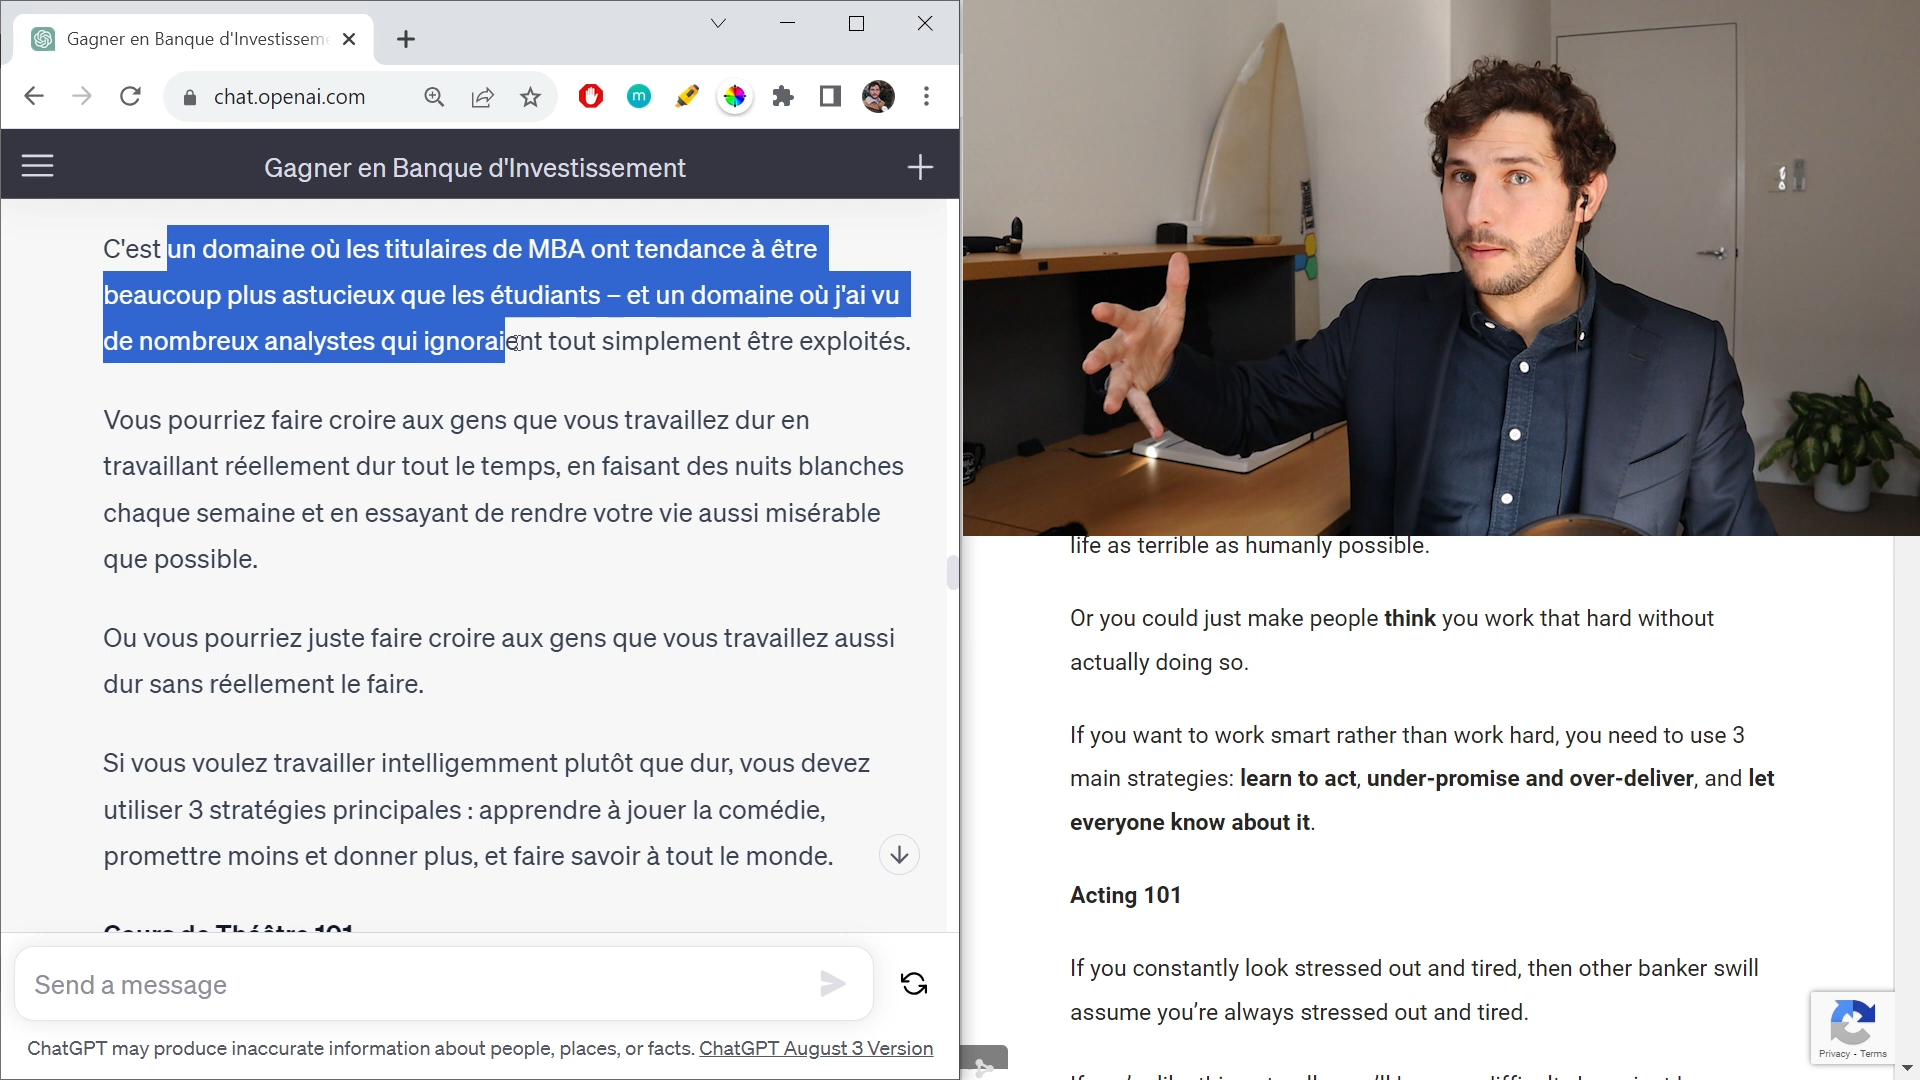 Gagner en Banque d'Investissem
chat.openai.com
m
Gagner en Banque d'Investissement
C'est un domaine où les titulaires de MBA ont tendance à être
beaucoup plus astucieux que les étudiants – et un domaine où j'ai vu
de nombreux analystes qui ignoraient tout simplement être exploités.
Vous pourriez faire croire aux gens que vous travaillez dur en
travaillant réellement dur tout le temps, en faisant des nuits blanches
chaque semaine et en essayant de rendre votre vie aussi misérable
que possible.
Ou vous pourriez juste faire croire aux gens que vous travaillez aussi
dur sans réellement le faire.
Si vous voulez travailler intelligemment plutôt que dur, vous devez
utiliser 3 stratégies principales : apprendre à jouer la comédie,
promettre moins et donner plus, et faire savoir à tout le monde.
Cours de Théâtre 101
Send a message
ChatGPT may produce inaccurate information about people, places, or facts. ChatGPT August 3 Version
life as terrible as humanly possible.
Or you could just make people think you work that hard without
actually doing so.
If you want to work smart rather than work hard, you need to use 3
main strategies: learn to act, under-promise and over-deliver, and let
everyone know about it.
Acting 101
If you constantly look stressed out and tired, then other banker swill
assume you're always stressed out and tired.
Privacy - Terms